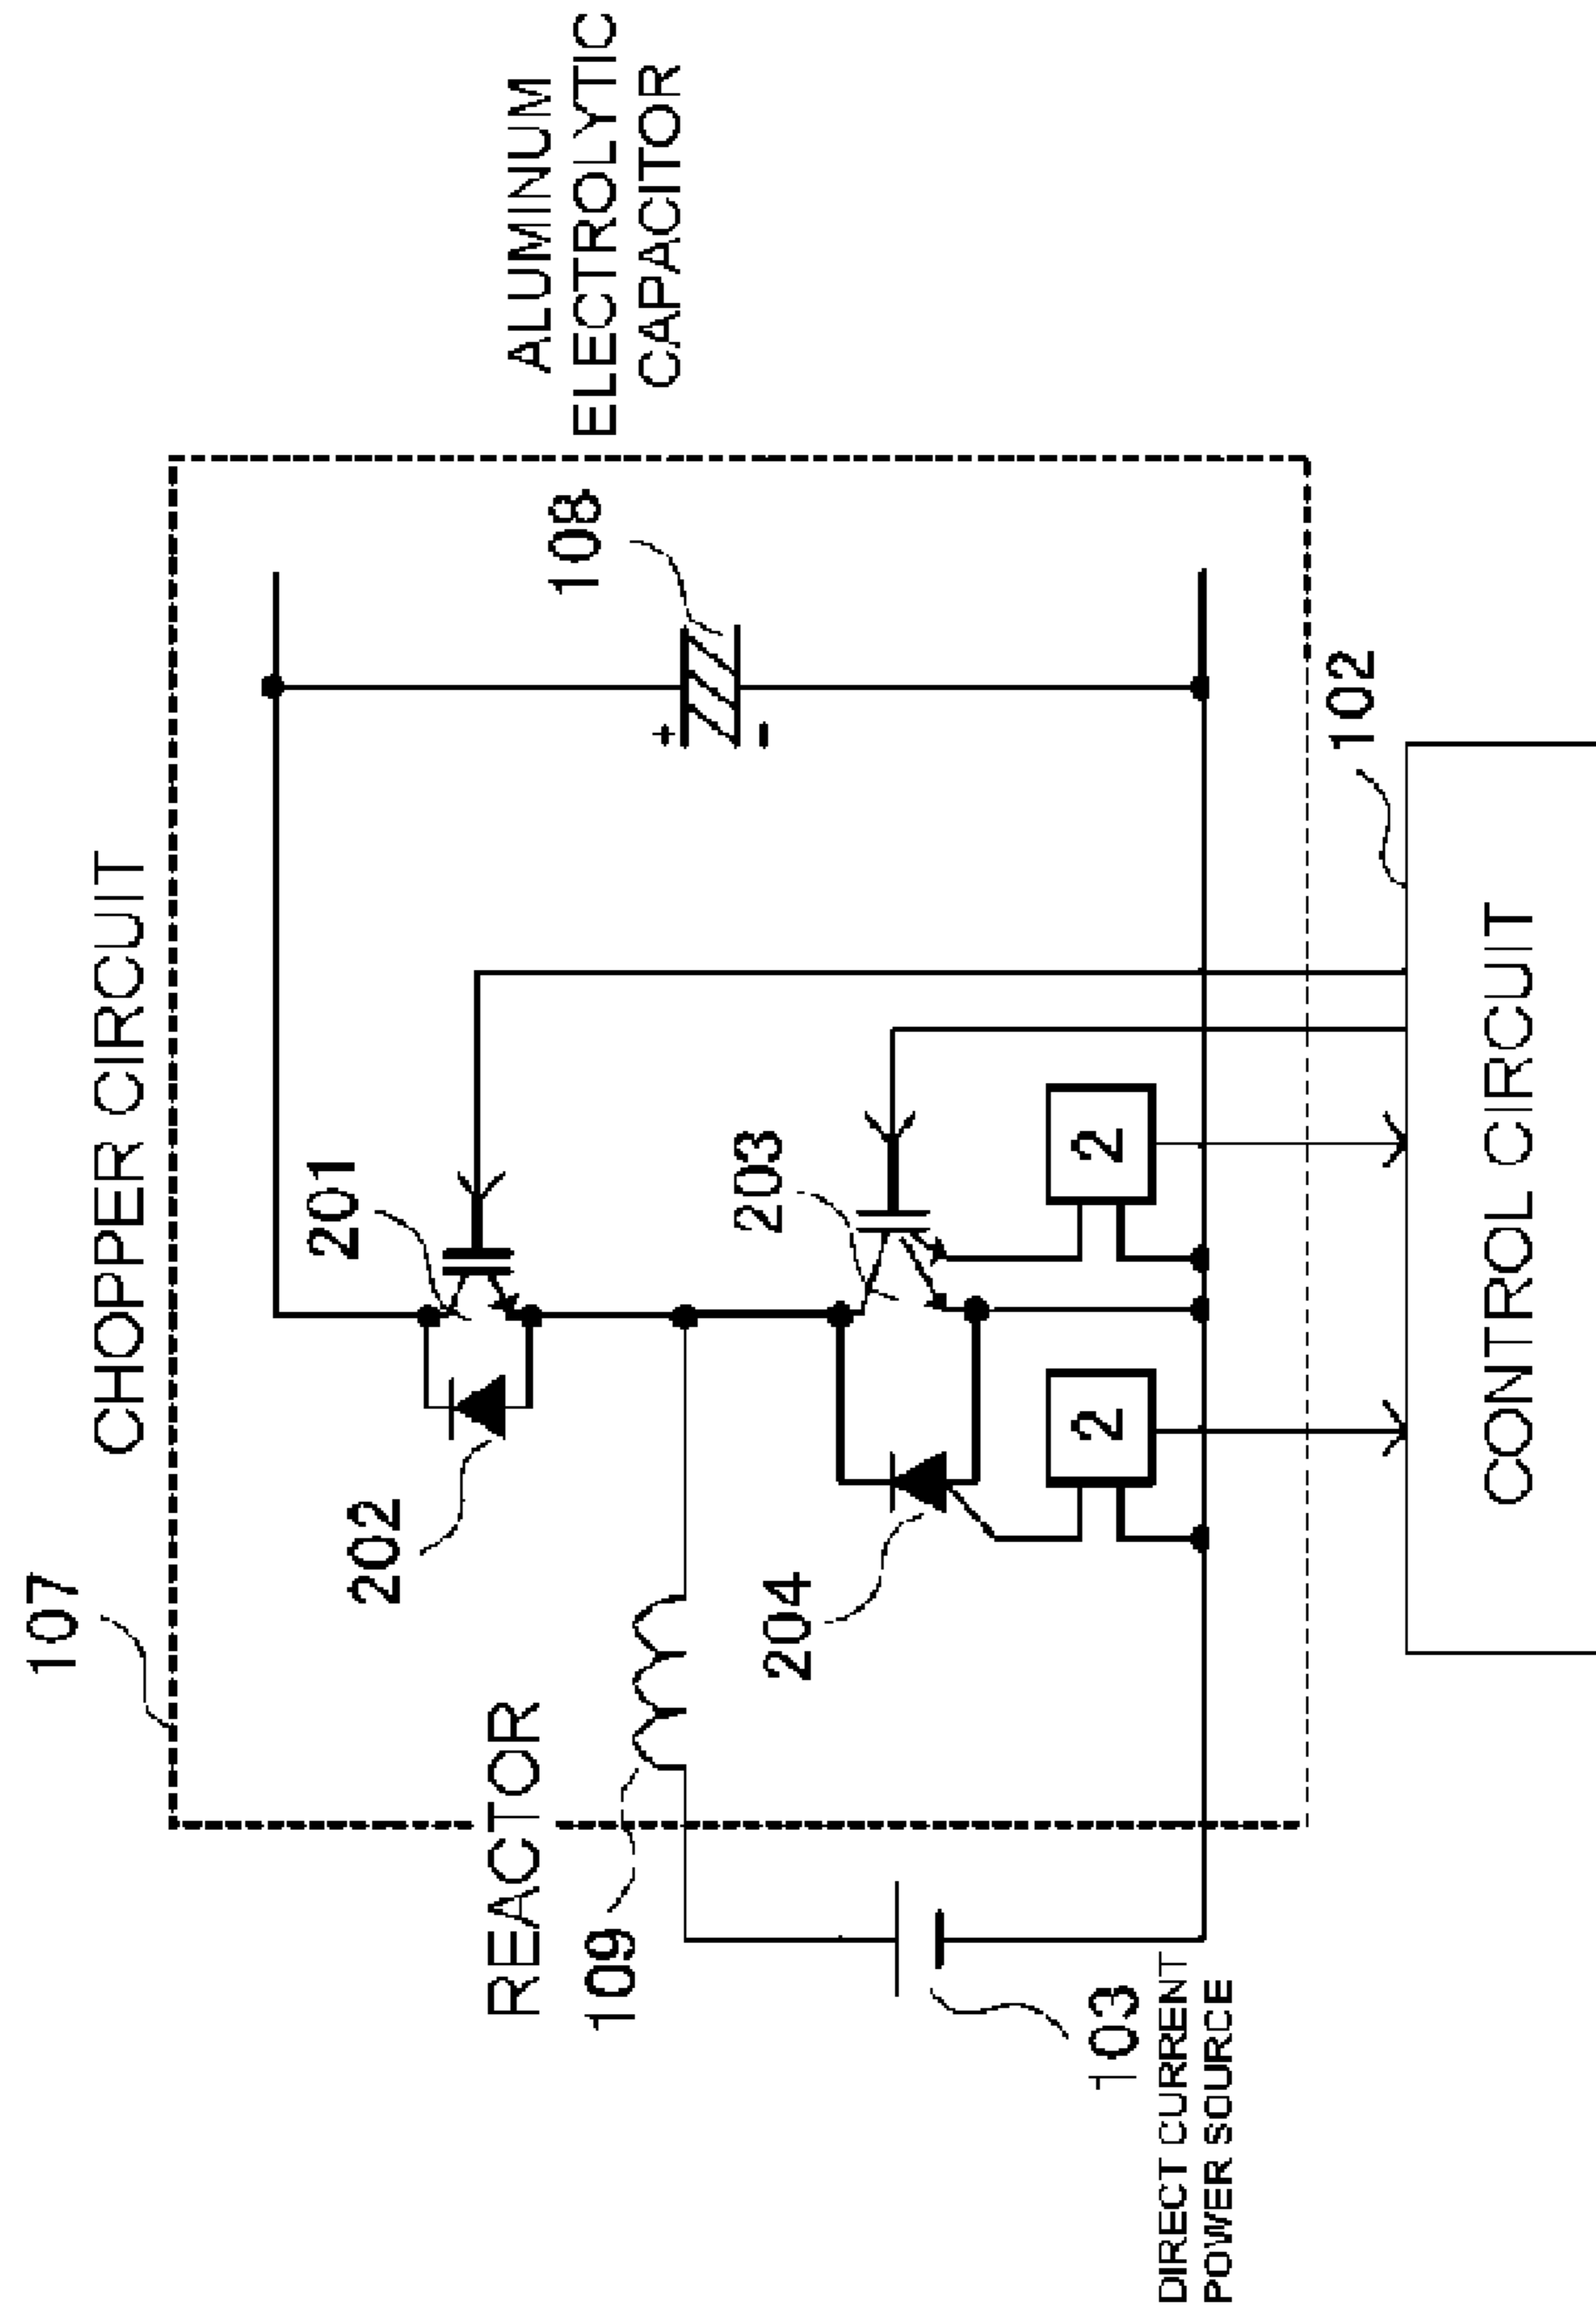 107
CHOPPER CIRCUIT
201
202
ALUMINUM
ELECTROLYTIC
CAPACITOR
108
+
-
REACTOR
109
203
204
2
2
103
DIRECT CURRENT
POWER SOURCE
102
CONTROL CIRCUIT